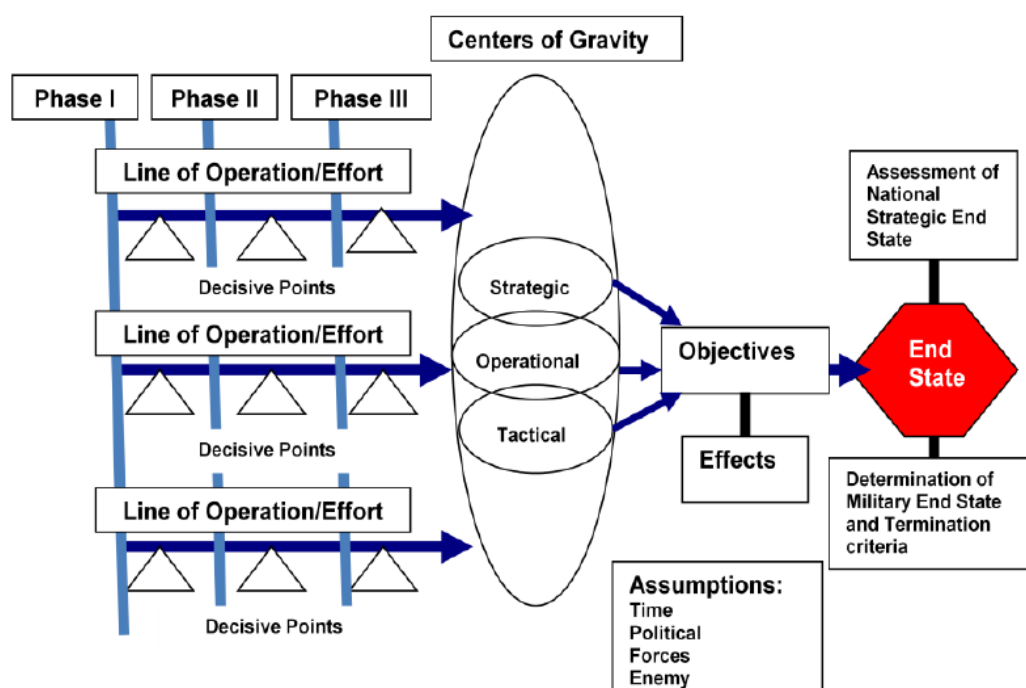 Centers of Gravity
Phase I
Phase II
Phase III
Line of Operation/Effort
Decisive Points
Line of Operation/Effort
Decisive Points
Line of Operation/Effort
Decisive Points
Strategic
Operational
Tactical
Objectives
Effects
Assessment of
National
Strategic End
State
End
State
Determination of
Military End State
and Termination
criteria
Assumptions:
Time
Political
Forces
Enemy